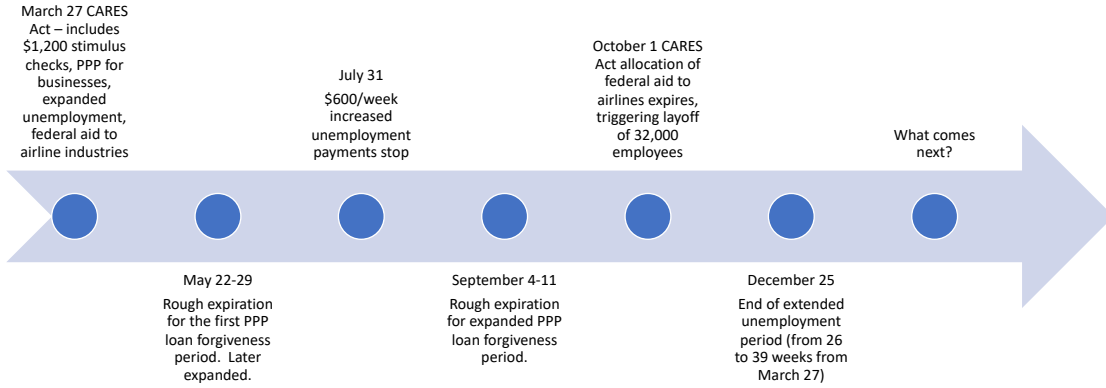 March 27 CARES
Act – includes
$1,200 stimulus
checks, PPP for
businesses,
expanded
unemployment,
federal aid to
airline industries
May 22-29
Rough expiration
for the first PPP
loan forgiveness
period.  Later
expanded.
July 31
$600/week
increased
unemployment
payments stop
September 4-11
Rough expiration
for expanded PPP
loan forgiveness
period.
October 1 CARES
Act allocation of
federal aid to
airlines expires,
triggering layoff
of 32,000
employees
December 25
End of extended
unemployment
period (from 26
to 39 weeks from
March 27)
What comes
next?